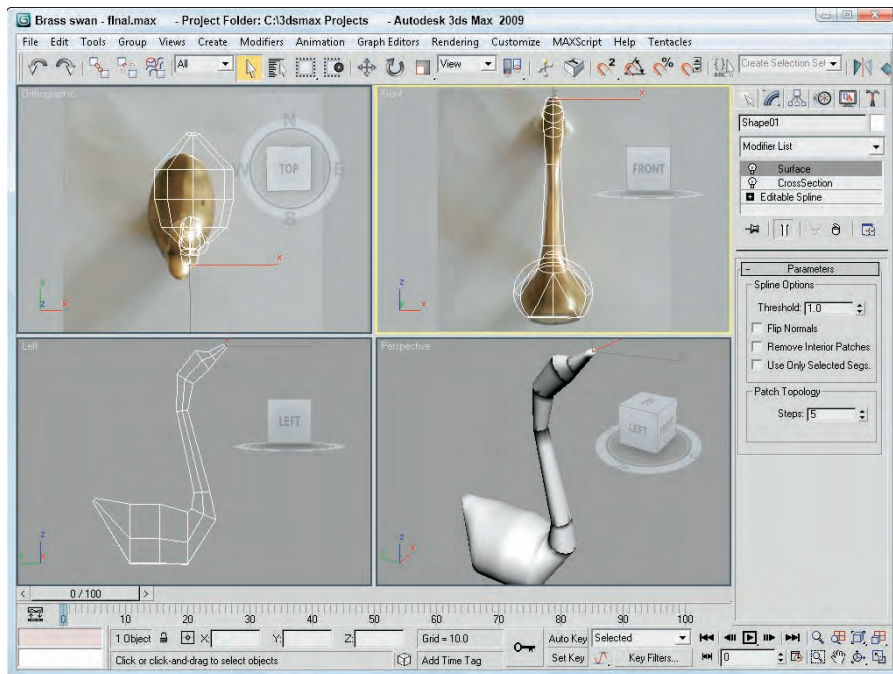 Brass swan - fInal.max - Project Folder: C:\3dsmax Projects - Autodesk 3ds Max 2009
File Edit Tools Group Views Create Modifiers Animation Graph Editors Rendering Customize MAXScript Help Tentacles
All View Create Selection Set
Orthographic
N
W TOP E
S
x
z x
Front
x
FRONT
z
y x
Left
LEFT
z
y x
Perspective
LEFT
z
y x
Shape01
Modifier List
Surface
CrossSection
Editable Spline
- Parameters
Spline Options
Threshold: 1.0
Flip Normals
Remove Interior Patches
Use Only Selected Segs.
Patch Topology
Steps: 5
< 0 / 100 >
0 10 20 30 40 50 60 70 80 90 100
1 Object X: Y: Z: Grid = 10.0 Auto Key Selected
Click or click-and-drag to select objects Add Time Tag Set Key Key Filters... 0